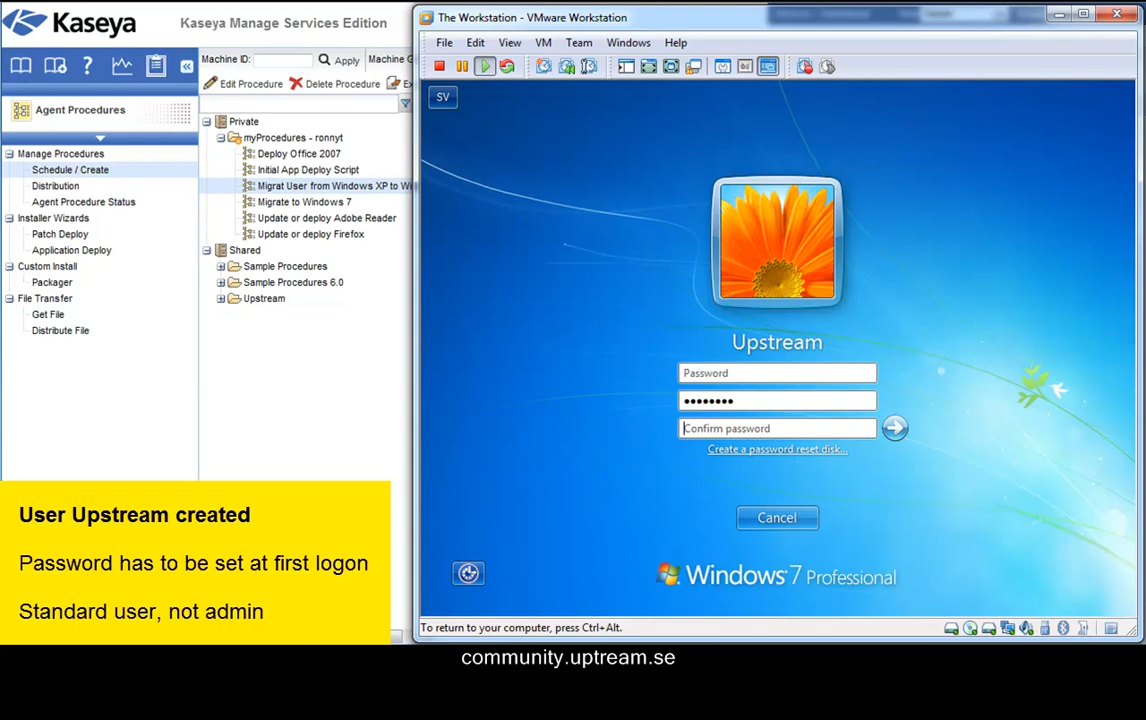 Kaseya Kaseya Manage Services Edition
Machine ID: Apply Machine G
Edit Procedure Delete Procedure Ex
Agent Procedures
Manage Procedures
Schedule / Create
Distribution
Agent Procedure Status
Installer Wizards
Patch Deploy
Application Deploy
Custom Install
Packager
File Transfer
Get File
Distribute File
Private
myProcedures - ronnyt
Deploy Office 2007
Initial App Deploy Script
Migrat User from Windows XP to Wi
Migrate to Windows 7
Update or deploy Adobe Reader
Update or deploy Firefox
Shared
Sample Procedures
Sample Procedures 6.0
Upstream
The Workstation - VMware Workstation
File Edit View VM Team Windows Help
SV
Upstream
Password
Confirm password
Create a password reset disk...
Cancel
Windows 7 Professional
To return to your computer, press Ctrl+Alt.
User Upstream created
Password has to be set at first logon
Standard user, not admin
community.uptream.se